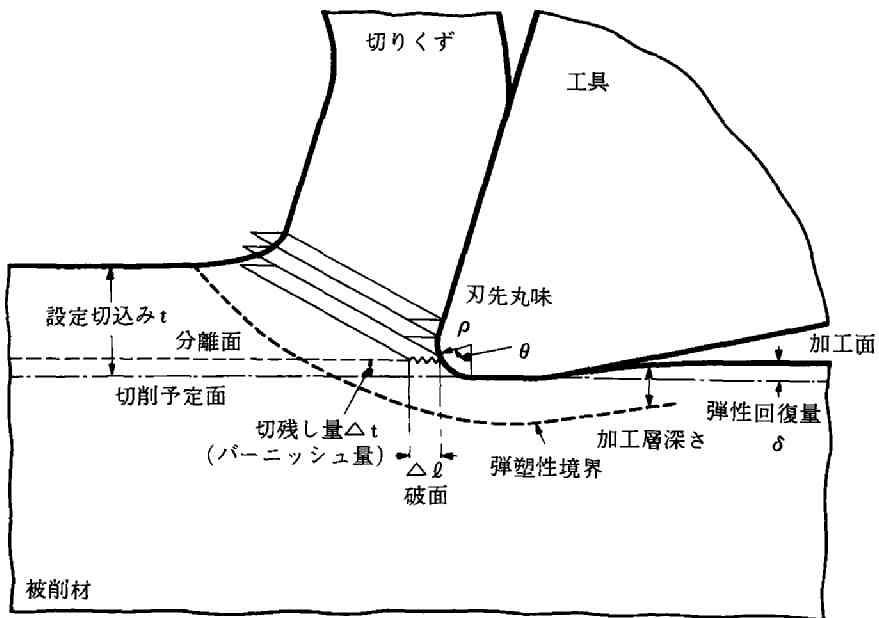 切りくず
工具
設定切込みt
分離面
切削予定面
刃先丸味
ρ
θ
加工面
切残し量△t
(バーニッシュ量)
△ℓ
破面
弾塑性境界
加工層深さ
弾性回復量
δ
被削材